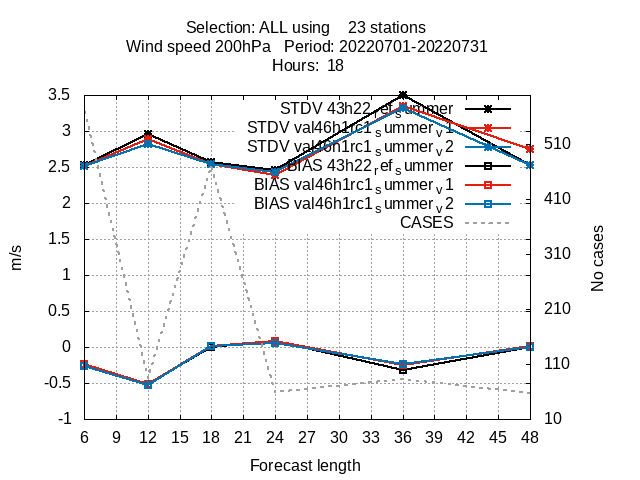 Selection: ALL using 23 stations
Wind speed 200hPa Period: 20220701-20220731
Hours: 18
STDV 43h22_ref_summer
STDV val46h1rc1_summer_v1
STDV val46h1rc1_summer_v2
BIAS 43h22_ref_summer
BIAS val46h1rc1_summer_v1
BIAS val46h1rc1_summer_v2
CASES
3.5
3
2.5
2
1.5
1
0.5
0
-0.5
-1
m/s
510
410
310
210
110
10
No cases
6 9 12 15 18 21 24 27 30 33 36 39 42 45 48
Forecast length